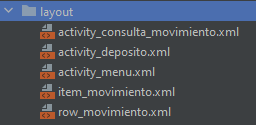 layout
activity_consulta_movimiento.xml
activity_deposito.xml
activity_menu.xml
item_movimiento.xml
row_movimiento.xml